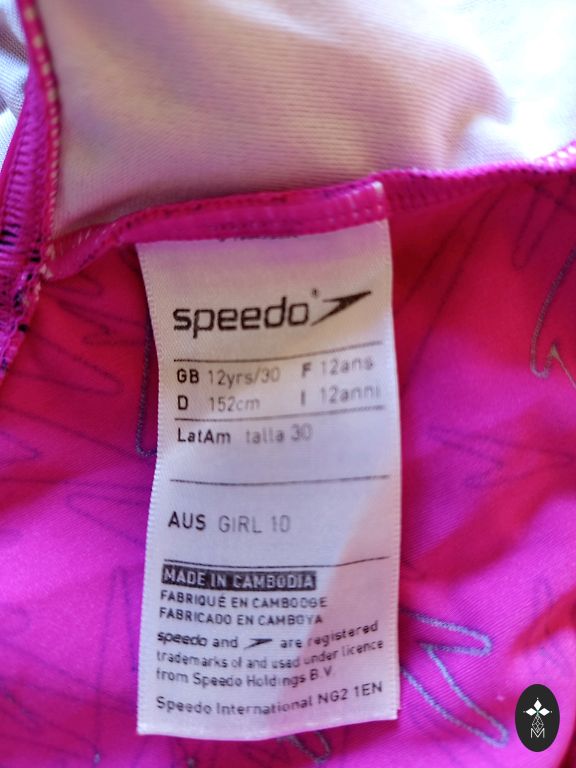 speedo®
GB 12yrs/30 F 12ans
D 152cm I 12anni
LatAm talla 30
AUS GIRL 10
MADE IN CAMBODIA
FABRIQUÉ EN CAMBODGE
FABRICADO EN CAMBOYA
speedo and are registered
trademarks of and used under licence
from Speedo Holdings B.V.
Speedo International NG2 1EN
M